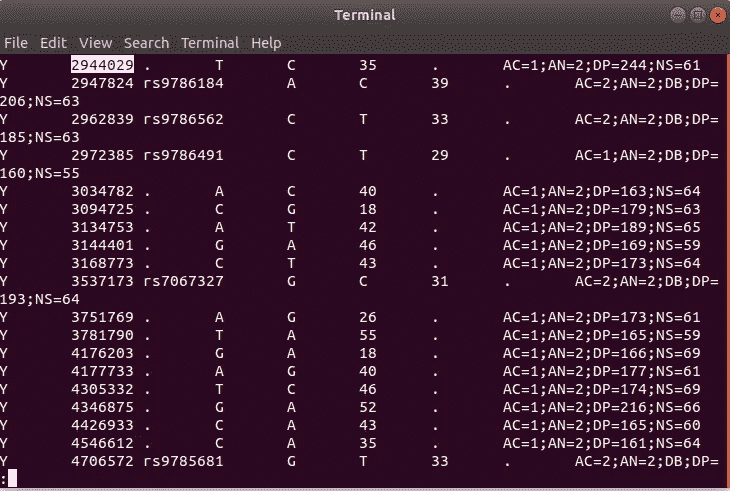 Terminal
File Edit View Search Terminal Help
Y 2944029 . T C 35 . AC=1;AN=2;DP=244;NS=61
Y 2947824 rs9786184 A C 39 . AC=2;AN=2;DB;DP=
206;NS=63
Y 2962839 rs9786562 C T 33 . AC=2;AN=2;DB;DP=
185;NS=63
Y 2972385 rs9786491 C T 29 . AC=1;AN=2;DB;DP=
160;NS=55
Y 3034782 . A C 40 . AC=1;AN=2;DP=163;NS=64
Y 3094725 . C G 18 . AC=1;AN=2;DP=179;NS=63
Y 3134753 . A T 42 . AC=1;AN=2;DP=189;NS=65
Y 3144401 . G A 46 . AC=1;AN=2;DP=169;NS=59
Y 3168773 . C T 43 . AC=1;AN=2;DP=173;NS=64
Y 3537173 rs7067327 G C 31 . AC=2;AN=2;DB;DP=
193;NS=64
Y 3751769 . A G 26 . AC=1;AN=2;DP=173;NS=61
Y 3781790 . T A 55 . AC=1;AN=2;DP=165;NS=59
Y 4176203 . G A 18 . AC=1;AN=2;DP=166;NS=69
Y 4177733 . A G 40 . AC=1;AN=2;DP=177;NS=61
Y 4305332 . T C 46 . AC=1;AN=2;DP=174;NS=69
Y 4346875 . G A 52 . AC=1;AN=2;DP=216;NS=66
Y 4426933 . C A 43 . AC=1;AN=2;DP=165;NS=60
Y 4546612 . C A 35 . AC=1;AN=2;DP=161;NS=64
Y 4706572 rs9785681 G T 33 . AC=2;AN=2;DB;DP=
: